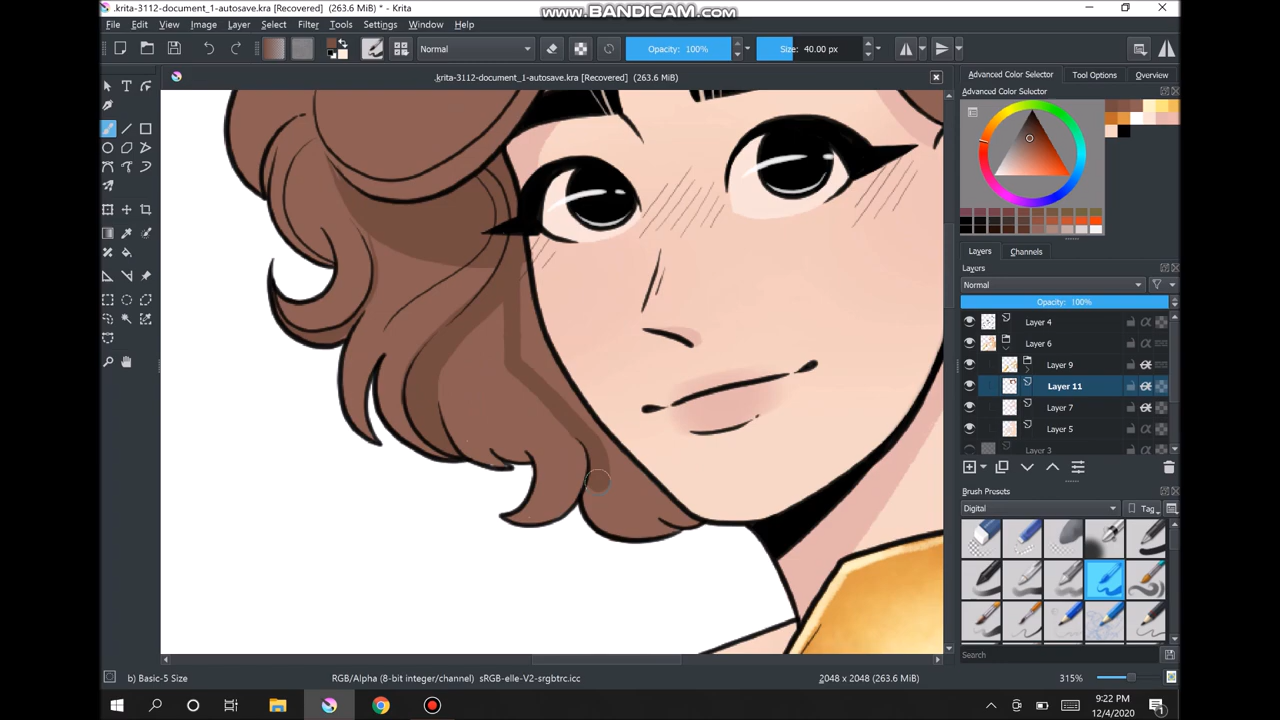 .krita-3112-document_1-autosave.kra [Recovered] (263.6 MiB) * - Krita
www.BANDICAM.com
File Edit View Image Layer Select Filter Tools Settings Window Help
Normal Opacity: 100% Size: 40.00 px
.krita-3112-document_1-autosave.kra [Recovered] (263.6 MiB)
Advanced Color Selector Tool Options Overview
Advanced Color Selector
Layers Channels
Layers
Normal
Opacity: 100%
Layer 4
Layer 6
Layer 9
Layer 11
Layer 7
Layer 5
Layer 3
Brush Presets
Digital Tag
Search
b) Basic-5 Size RGB/Alpha (8-bit integer/channel) sRGB-elle-V2-srgbtrc.icc 2048 x 2048 (263.6 MiB) 315%
9:22 PM
12/4/2020
1